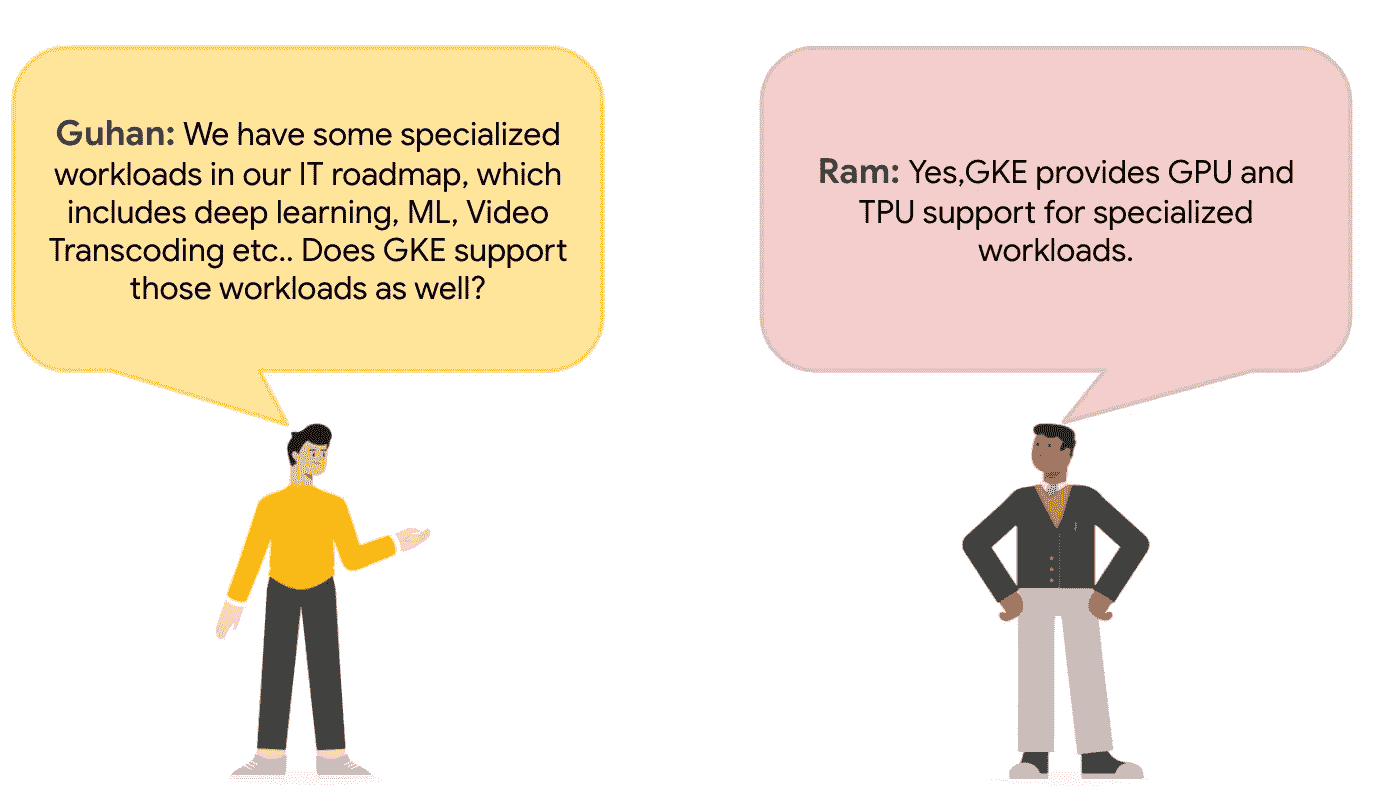 Guhan: We have some specialized
workloads in our IT roadmap, which
includes deep learning, ML, Video
Transcoding etc.. Does GKE support
those workloads as well?
Ram: Yes,GKE provides GPU and
TPU support for specialized
workloads.